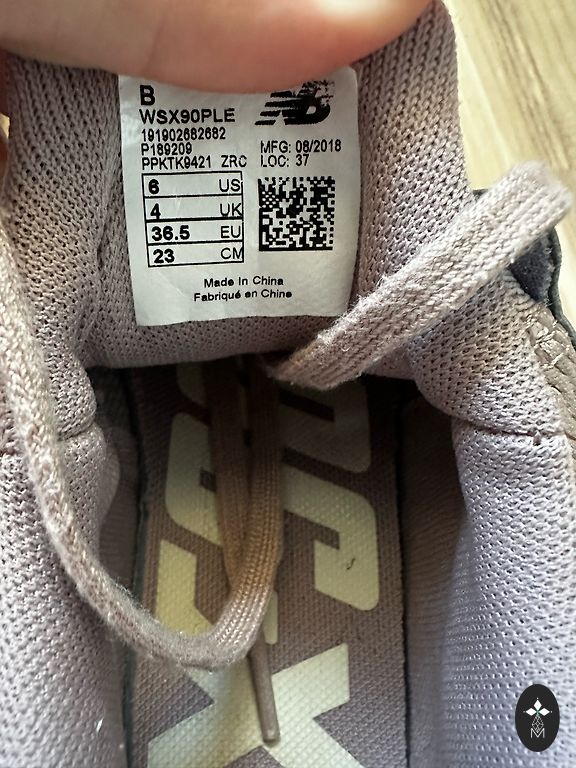 B
WSX90PLE
191902682682
P189209 MFG: 08/2018
PPKTK9421 ZRC LOC: 37
6 US
4 UK
36.5 EU
23 CM
Made in China
Fabriqué en Chine